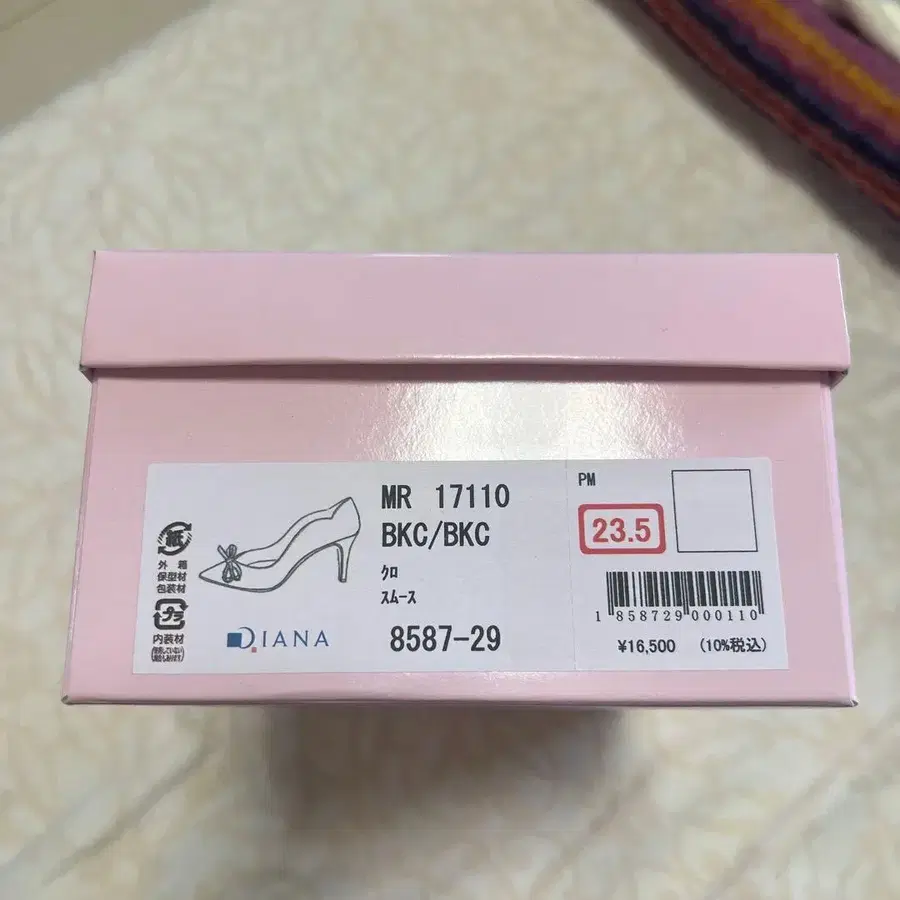 紙
外 箱
保型材
包装材
プラ
内装材
DIANA
MR 17110
BKC/BKC
ｸﾛ
ｽﾑｰｽ
8587-29
PM
23.5
1 858729 000110
¥16,500 (10%税込)